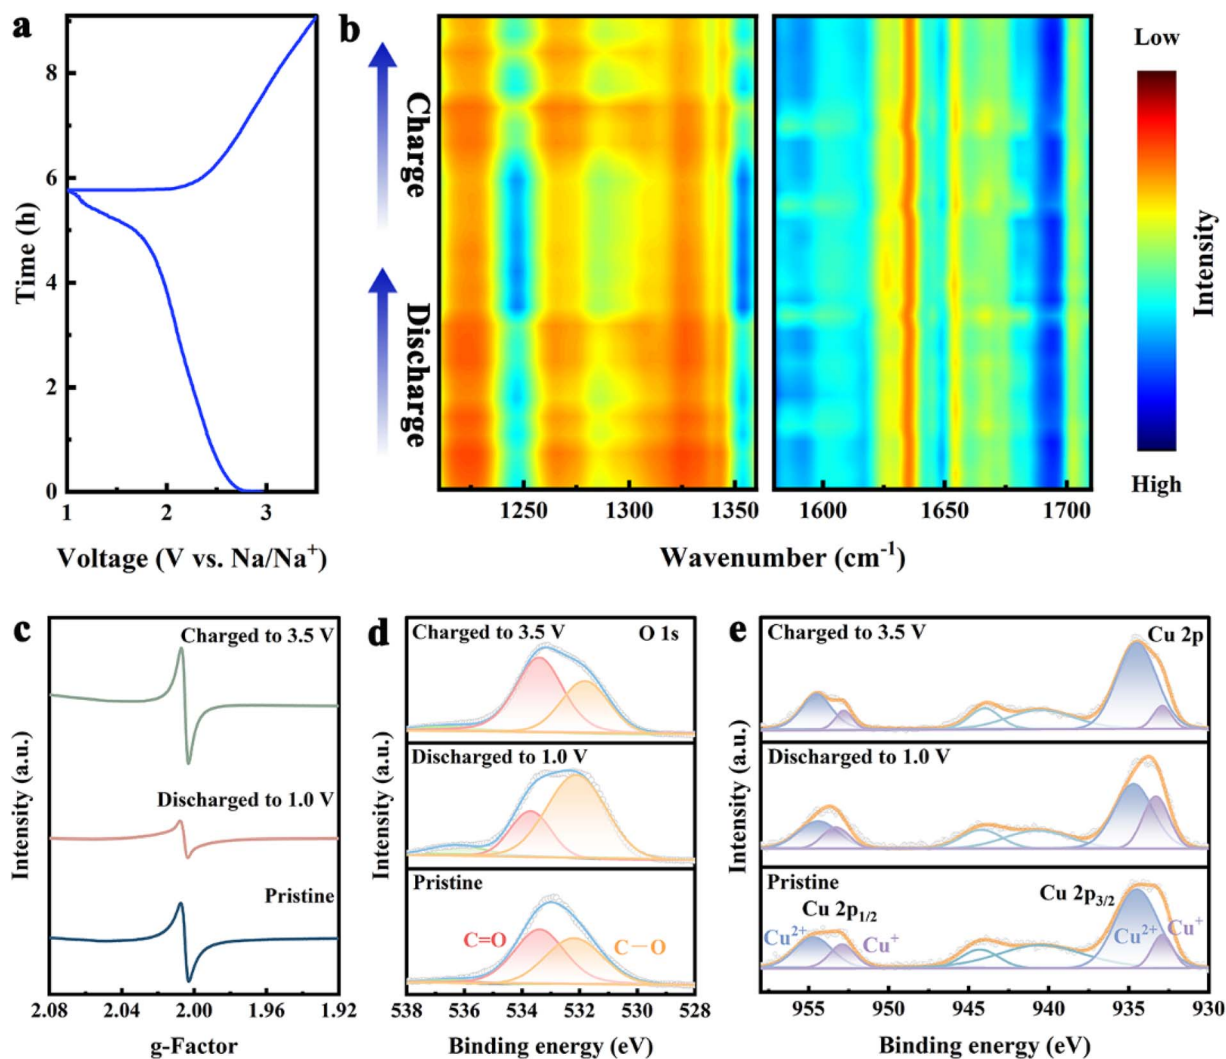 a
8
6
4
2
0
1
2
3
Time (h)
Voltage (V vs. Na/Na⁺)
b
Charge
Discharge
1250
1300
1350
1600
1650
1700
Wavenumber (cm⁻¹)
Low
Intensity
High
c
Charged to 3.5 V
Discharged to 1.0 V
Pristine
Intensity (a.u.)
2.08
2.04
2.00
1.96
1.92
g-Factor
d
Charged to 3.5 V
O 1s
Discharged to 1.0 V
Pristine
C=O
C—O
Intensity (a.u.)
538
536
534
532
530
528
Binding energy (eV)
e
Charged to 3.5 V
Cu 2p
Discharged to 1.0 V
Pristine
Cu 2p₁/₂
Cu 2p₃/₂
Cu²⁺
Cu⁺
Cu²⁺
Cu⁺
Intensity (a.u.)
955
950
945
940
935
930
Binding energy (eV)